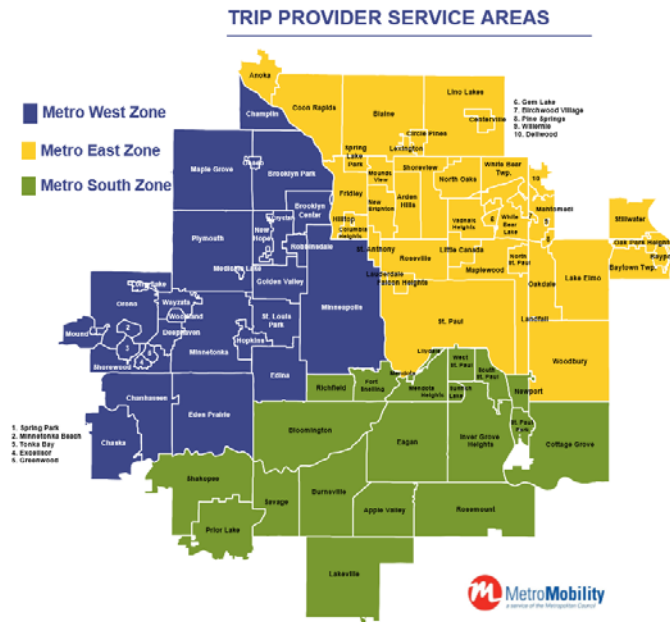 TRIP PROVIDER SERVICE AREAS
Metro West Zone
Metro East Zone
Metro South Zone
Anoka
Champlin
Coon Rapids
Blaine
Lino Lakes
Centerville
Circle Pines
Lexington
6. Gem Lake
7. Birchwood Village
8. Pine Springs
9. Willernie
10. Dellwood
Maple Grove
Osseo
Brooklyn Park
Brooklyn
Center
Spring
Lake
Park
Mounds
View
Shoreview
North Oaks
White Bear
Twp.
10
Fridley
New
Brighton
Arden
Hills
Vadnais
Heights
6
White
Bear
Lake
7
Mahtomedi
9
8
Hilltop
Columbia
Heights
Stillwater
Oak Park Heights
Baytown Twp.
Plymouth
New
Hope
Crystal
Robbinsdale
Medicine Lake
Golden Valley
St. Anthony
Roseville
Little Canada
Lauderdale
Falcon Heights
Maplewood
North
St. Paul
Oakdale
Lake Elmo
Long Lake
Orono
Wayzata
Woodland
Deephaven
Mound
2
3
Shorewood
Minnetonka
Hopkins
St. Louis
Park
Minneapolis
St. Paul
Landfall
Woodbury
Edina
Richfield
Fort
Snelling
Lilydale
Mendota
Mendota
Heights
West
St. Paul
South
St. Paul
Sunfish
Lake
Newport
St. Paul
Park
Cottage Grove
Chanhassen
Chaska
Eden Prairie
Bloomington
Eagan
Inver Grove
Heights
1. Spring Park
2. Minnetonka Beach
3. Tonka Bay
4. Excelsior
5. Greenwood
Shakopee
Prior Lake
Savage
Burnsville
Apple Valley
Rosemount
Lakeville
MetroMobility
a service of the Metropolitan Council